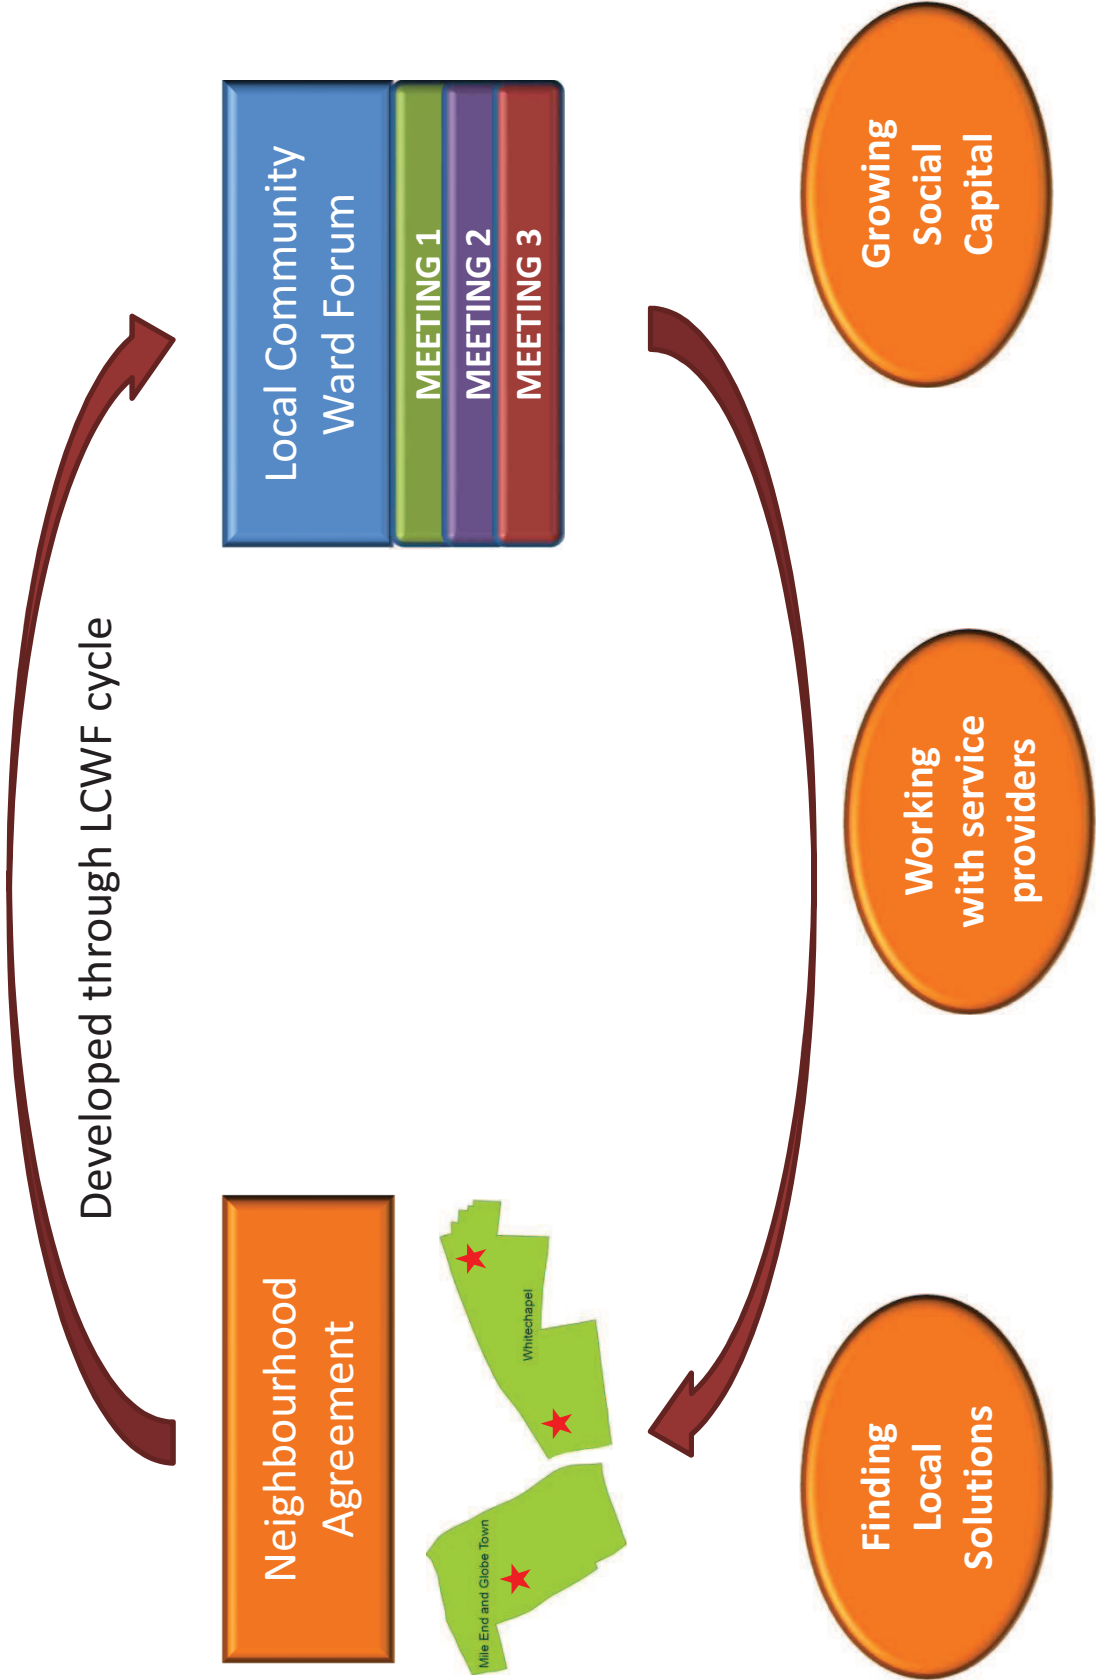 Developed through LCWF cycle
Neighbourhood
Agreement
Mile End and Globe Town
Whitechapel
Local Community
Ward Forum
MEETING 1
MEETING 2
MEETING 3
Finding
Local
Solutions
Working
with service
providers
Growing
Social
Capital